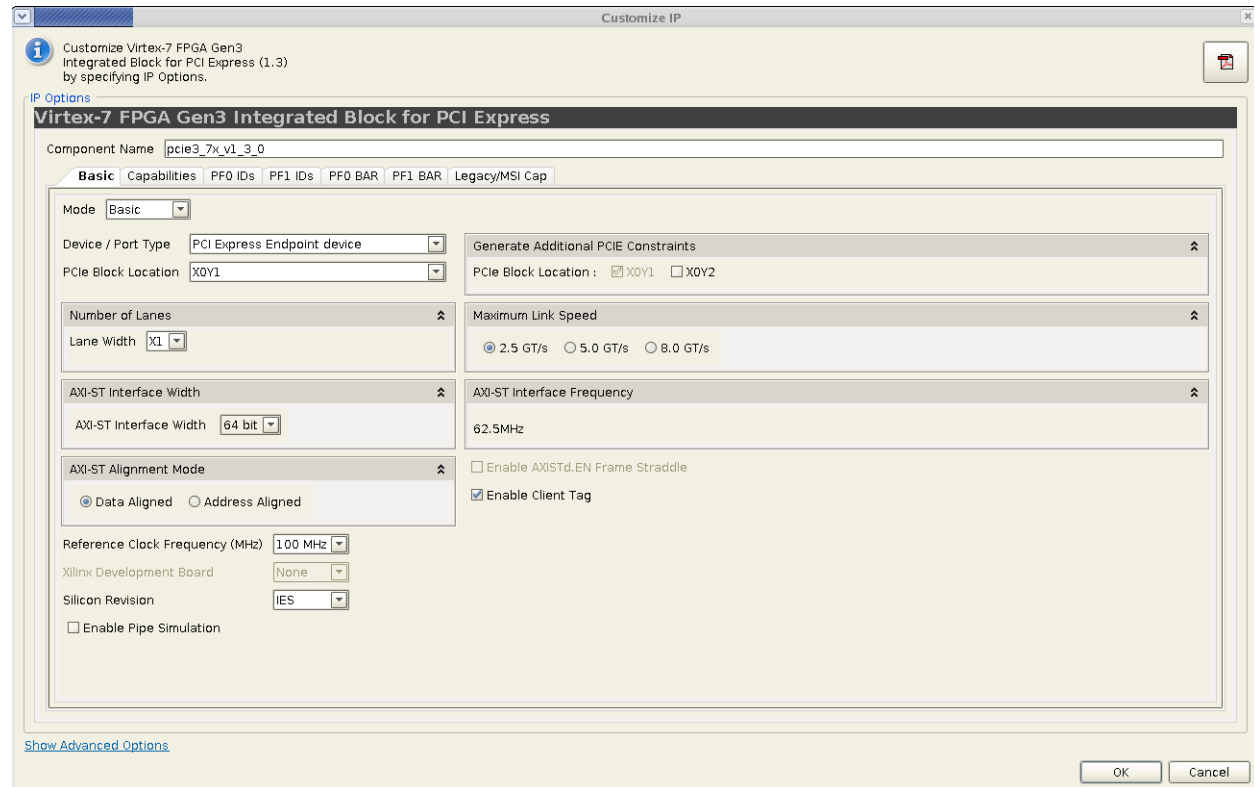 Customize IP
Customize Virtex-7 FPGA Gen3
Integrated Block for PCI Express (1.3)
by specifying IP Options.
IP Options
Virtex-7 FPGA Gen3 Integrated Block for PCI Express
Component Name pcie3_7x_v1_3_0
Basic Capabilities PF0 IDs PF1 IDs PF0 BAR PF1 BAR Legacy/MSI Cap
Mode Basic
Device / Port Type PCI Express Endpoint device
PCIe Block Location X0Y1
Generate Additional PCIE Constraints
PCIe Block Location : X0Y1 X0Y2
Number of Lanes
Lane Width X1
Maximum Link Speed
2.5 GT/s 5.0 GT/s 8.0 GT/s
AXI-ST Interface Width
AXI-ST Interface Width 64 bit
AXI-ST Interface Frequency
62.5MHz
AXI-ST Alignment Mode
Data Aligned Address Aligned
Enable AXISTd.EN Frame Straddle
Enable Client Tag
Reference Clock Frequency (MHz) 100 MHz
Xilinx Development Board None
Silicon Revision IES
Enable Pipe Simulation
Show Advanced Options
OK Cancel